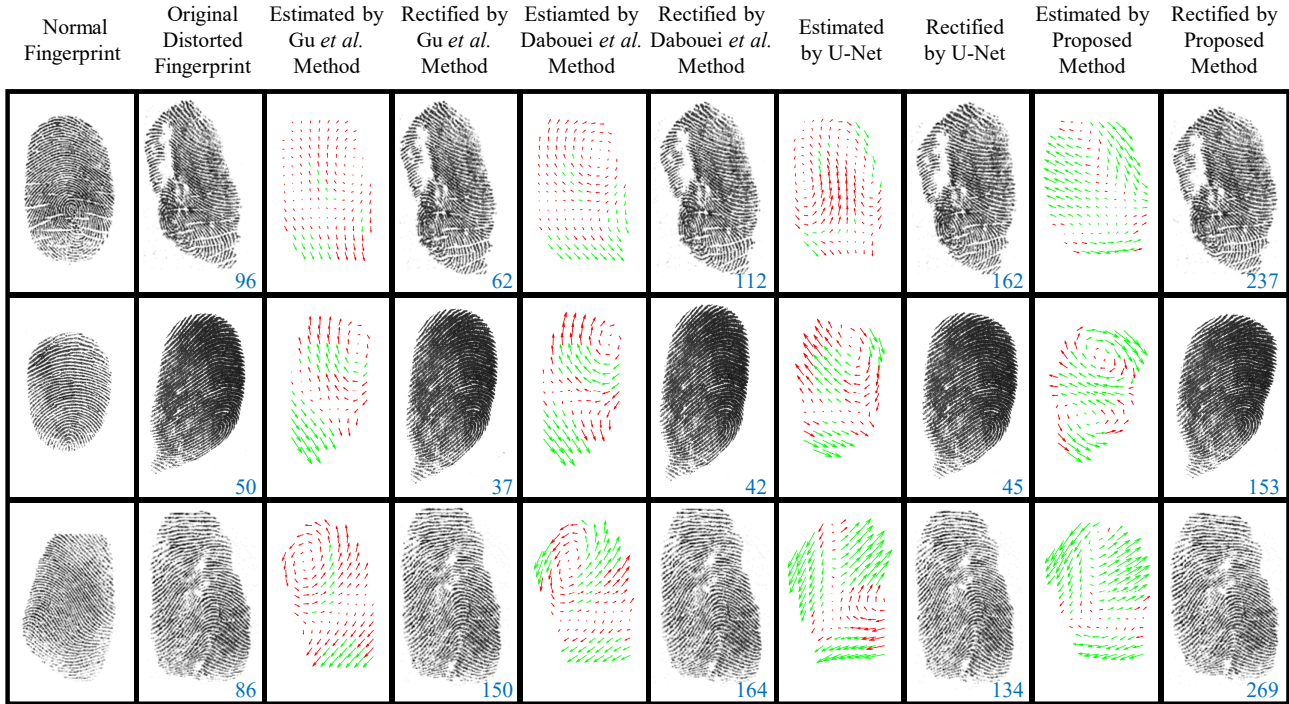 Normal
Fingerprint
Original
Distorted
Fingerprint
Estimated by
Gu et al.
Method
Rectified by
Gu et al.
Method
Estiamted by
Dabouei et al.
Method
Rectified by
Dabouei et al.
Method
Estimated
by U-Net
Rectified
by U-Net
Estimated by
Proposed
Method
Rectified by
Proposed
Method
96
62
112
162
237
50
37
42
45
153
86
150
164
134
269